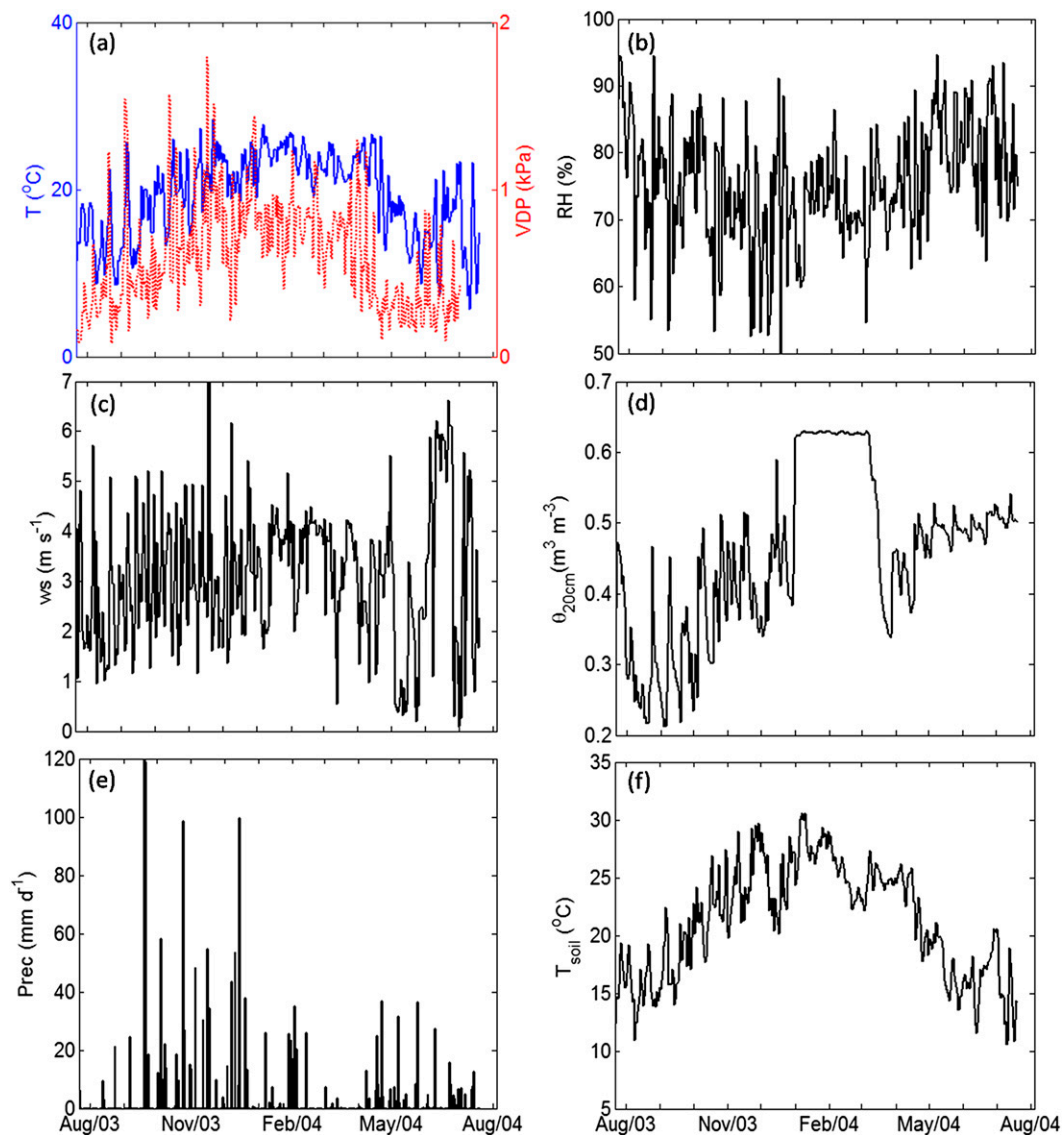 (a)
40
20
0
T (°C)
2
1
0
VDP (kPa)
(b)
100
90
80
70
60
50
RH (%)
(c)
7
6
5
4
3
2
1
0
ws (m s⁻¹)
(d)
0.7
0.6
0.5
0.4
0.3
0.2
θ20cm (m³ m⁻³)
(e)
120
100
80
60
40
20
0
Prec (mm d⁻¹)
Aug/03 Nov/03 Feb/04 May/04 Aug/04
(f)
35
30
25
20
15
10
5
Tsoil (°C)
Aug/03 Nov/03 Feb/04 May/04 Aug/04